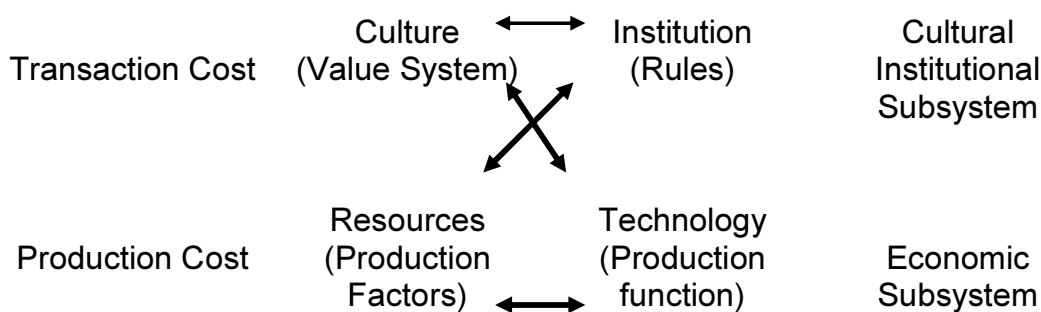 Culture
(Value System)
Institution
(Rules)
Cultural
Institutional
Subsystem
Transaction Cost
Resources
(Production
Factors)
Technology
(Production
function)
Economic
Subsystem
Production Cost